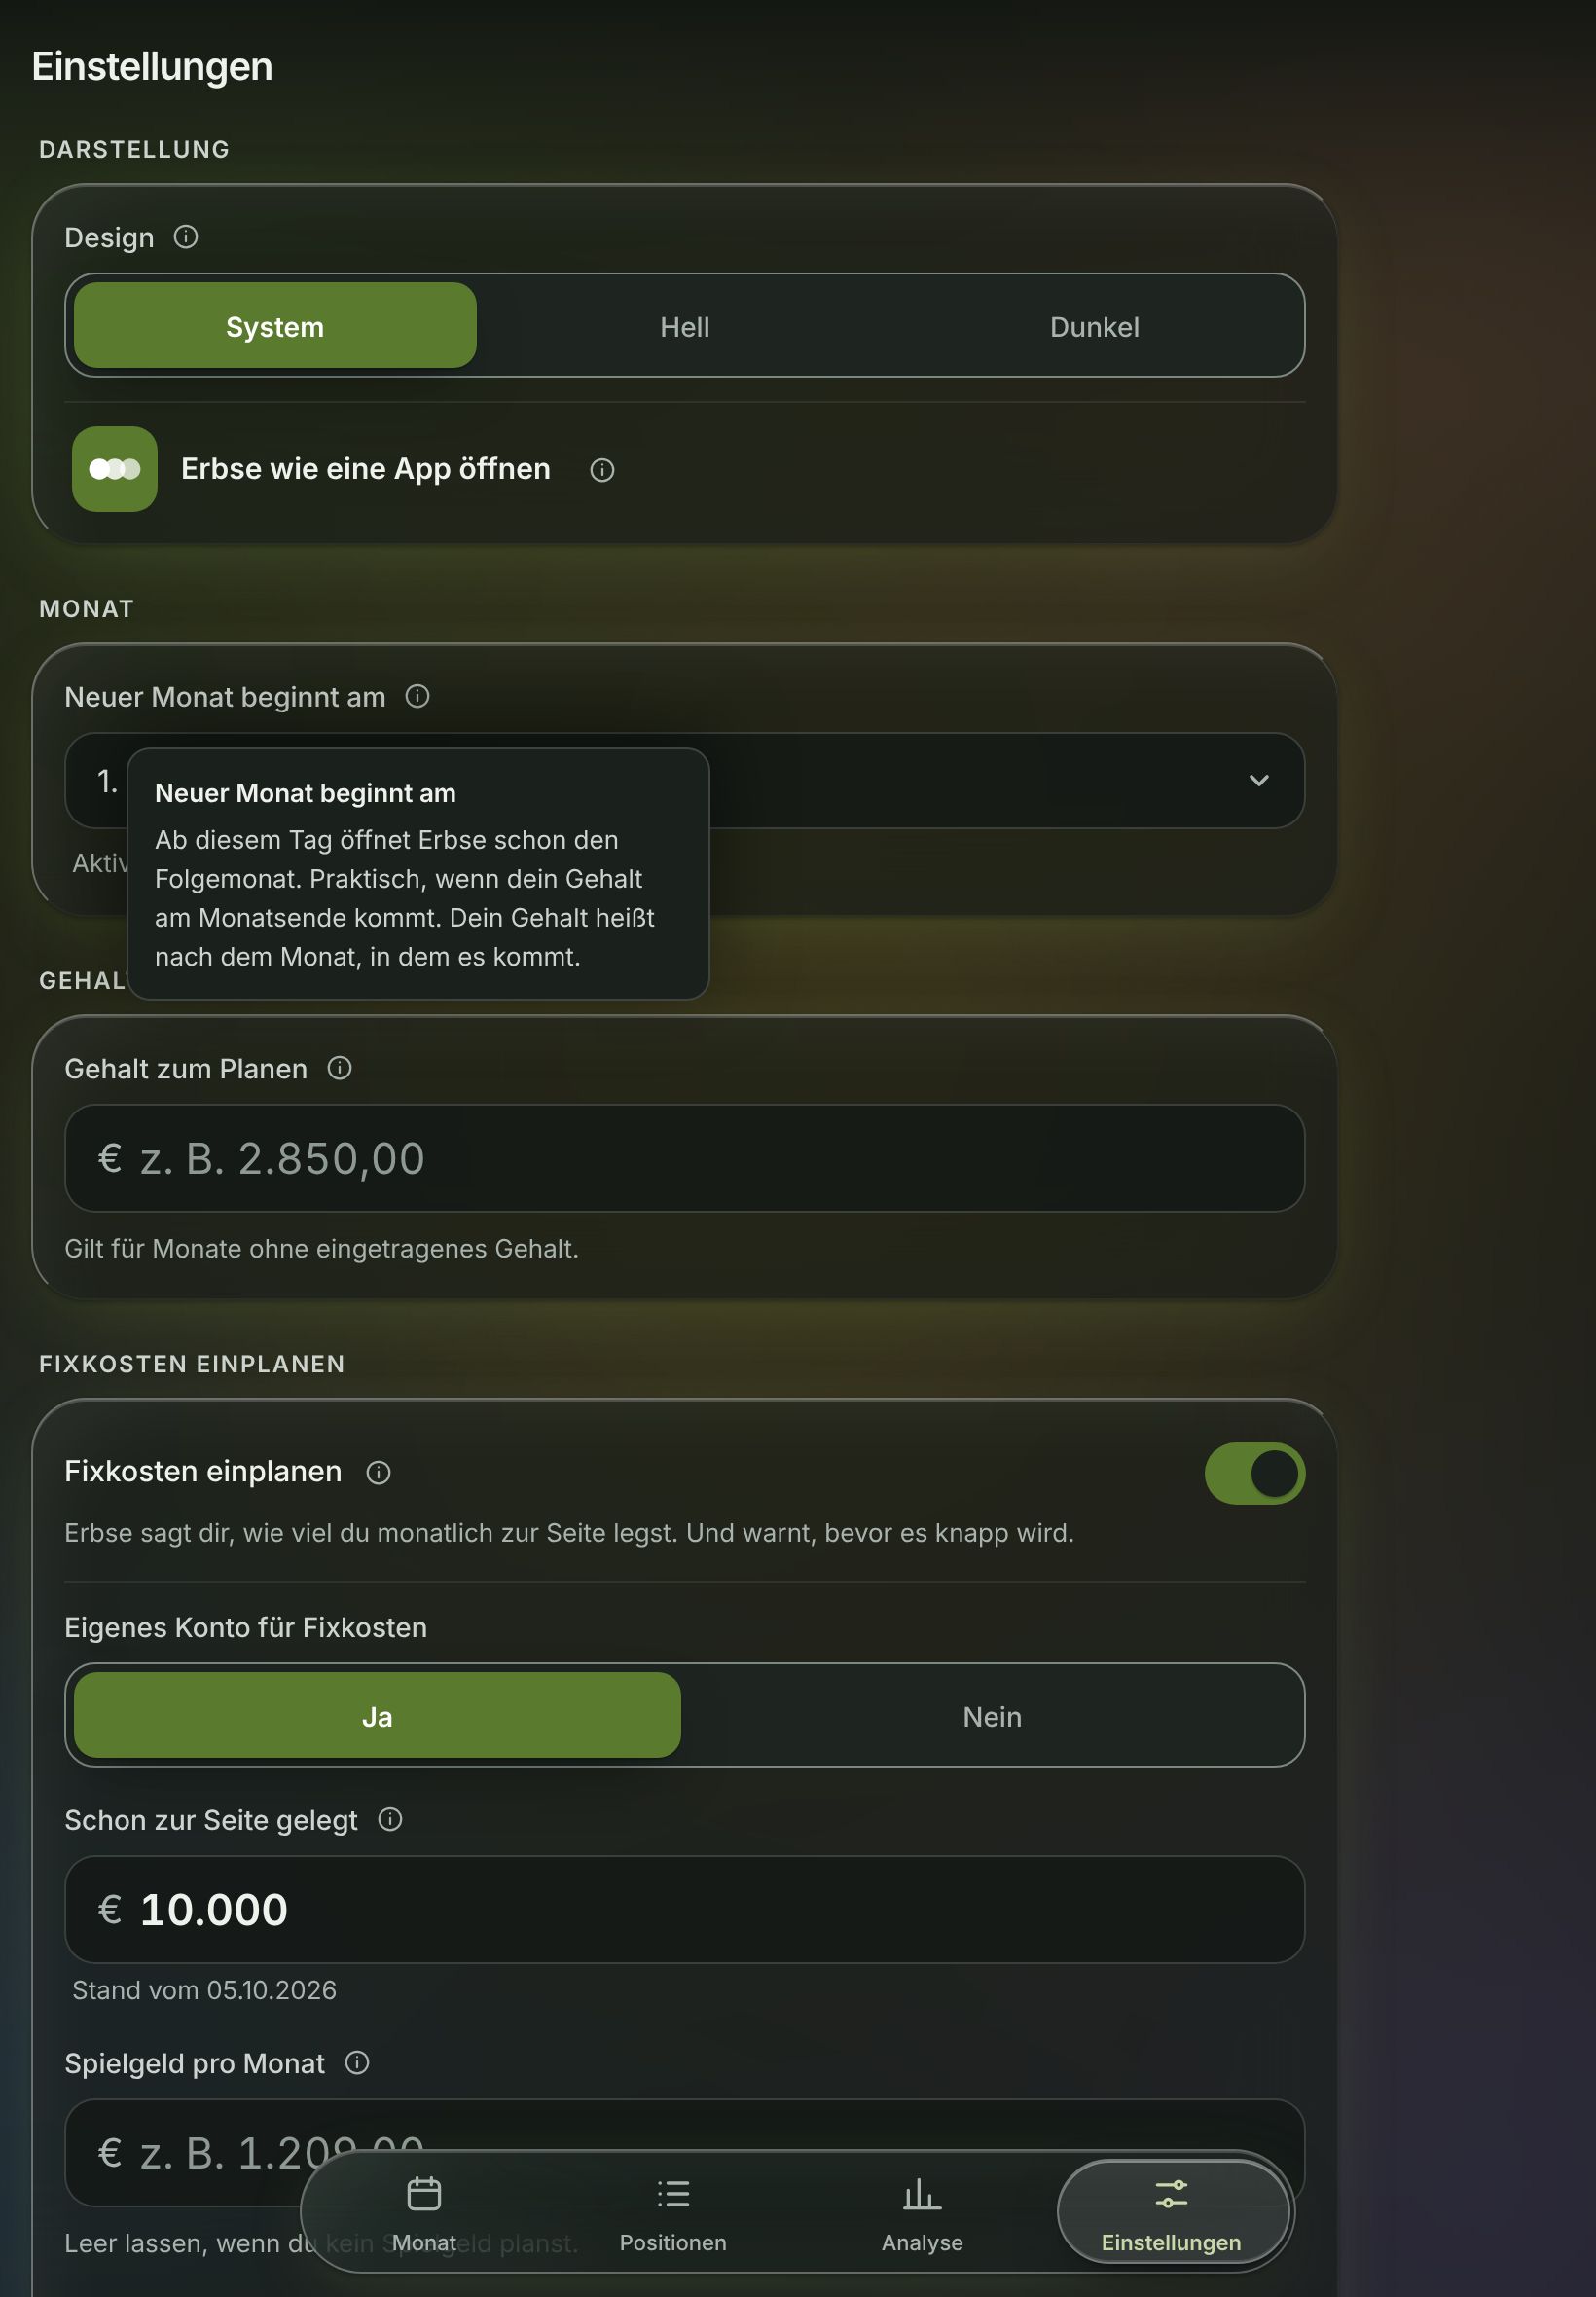 Einstellungen
DARSTELLUNG
Design
System
Hell
Dunkel
Erbse wie eine App öffnen
MONAT
Neuer Monat beginnt am
1.
Neuer Monat beginnt am
Ab diesem Tag öffnet Erbse schon den
Folgemonat. Praktisch, wenn dein Gehalt
am Monatsende kommt. Dein Gehalt heißt
nach dem Monat, in dem es kommt.
Gehalt zum Planen
€ z. B. 2.850,00
Gilt für Monate ohne eingetragenes Gehalt.
FIXKOSTEN EINPLANEN
Fixkosten einplanen
Erbse sagt dir, wie viel du monatlich zur Seite legst. Und warnt, bevor es knapp wird.
Eigenes Konto für Fixkosten
Ja
Nein
Schon zur Seite gelegt
€ 10.000
Stand vom 05.10.2026
Spielgeld pro Monat
€ z. B. 1.209,00
Leer lassen, wenn du kein Spielgeld planst.
Monat
Positionen
Analyse
Einstellungen